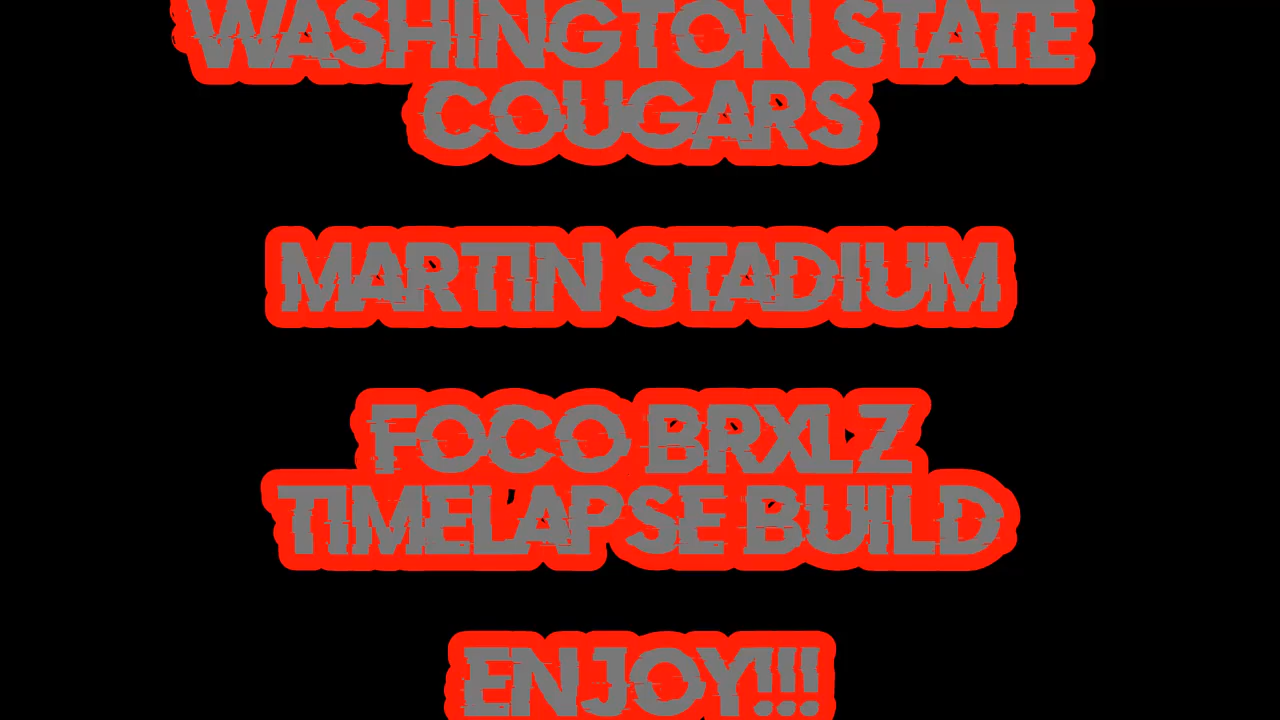 WASHINGTON STATE
COUGARS
MARTIN STADIUM
FOCO BRXLZ
TIMELAPSE BUILD
ENJOY!!!